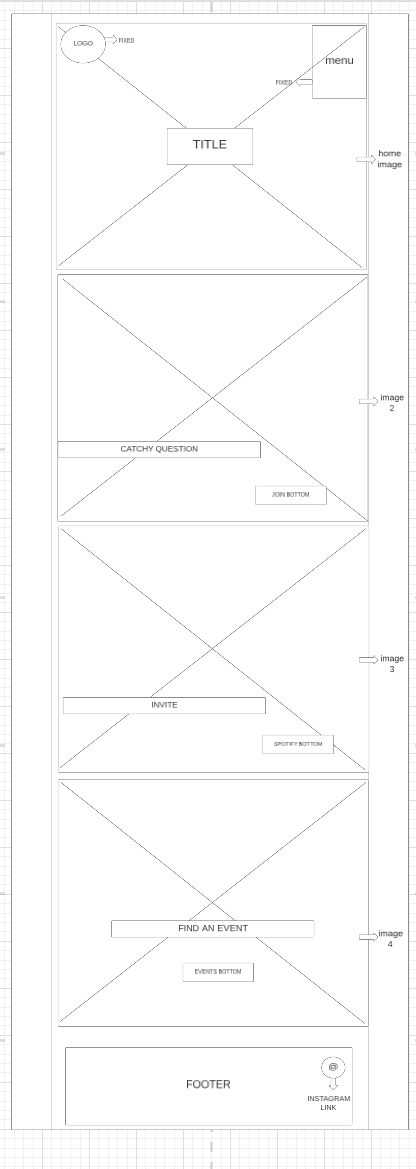 LOGO
FIXED
menu
FIXED
TITLE
home
image
image
2
CATCHY QUESTION
JOIN BOTTOM
image
3
INVITE
SPOTIFY BOTTOM
image
4
FIND AN EVENT
EVENTS BOTTOM
@
FOOTER
INSTAGRAM
LINK